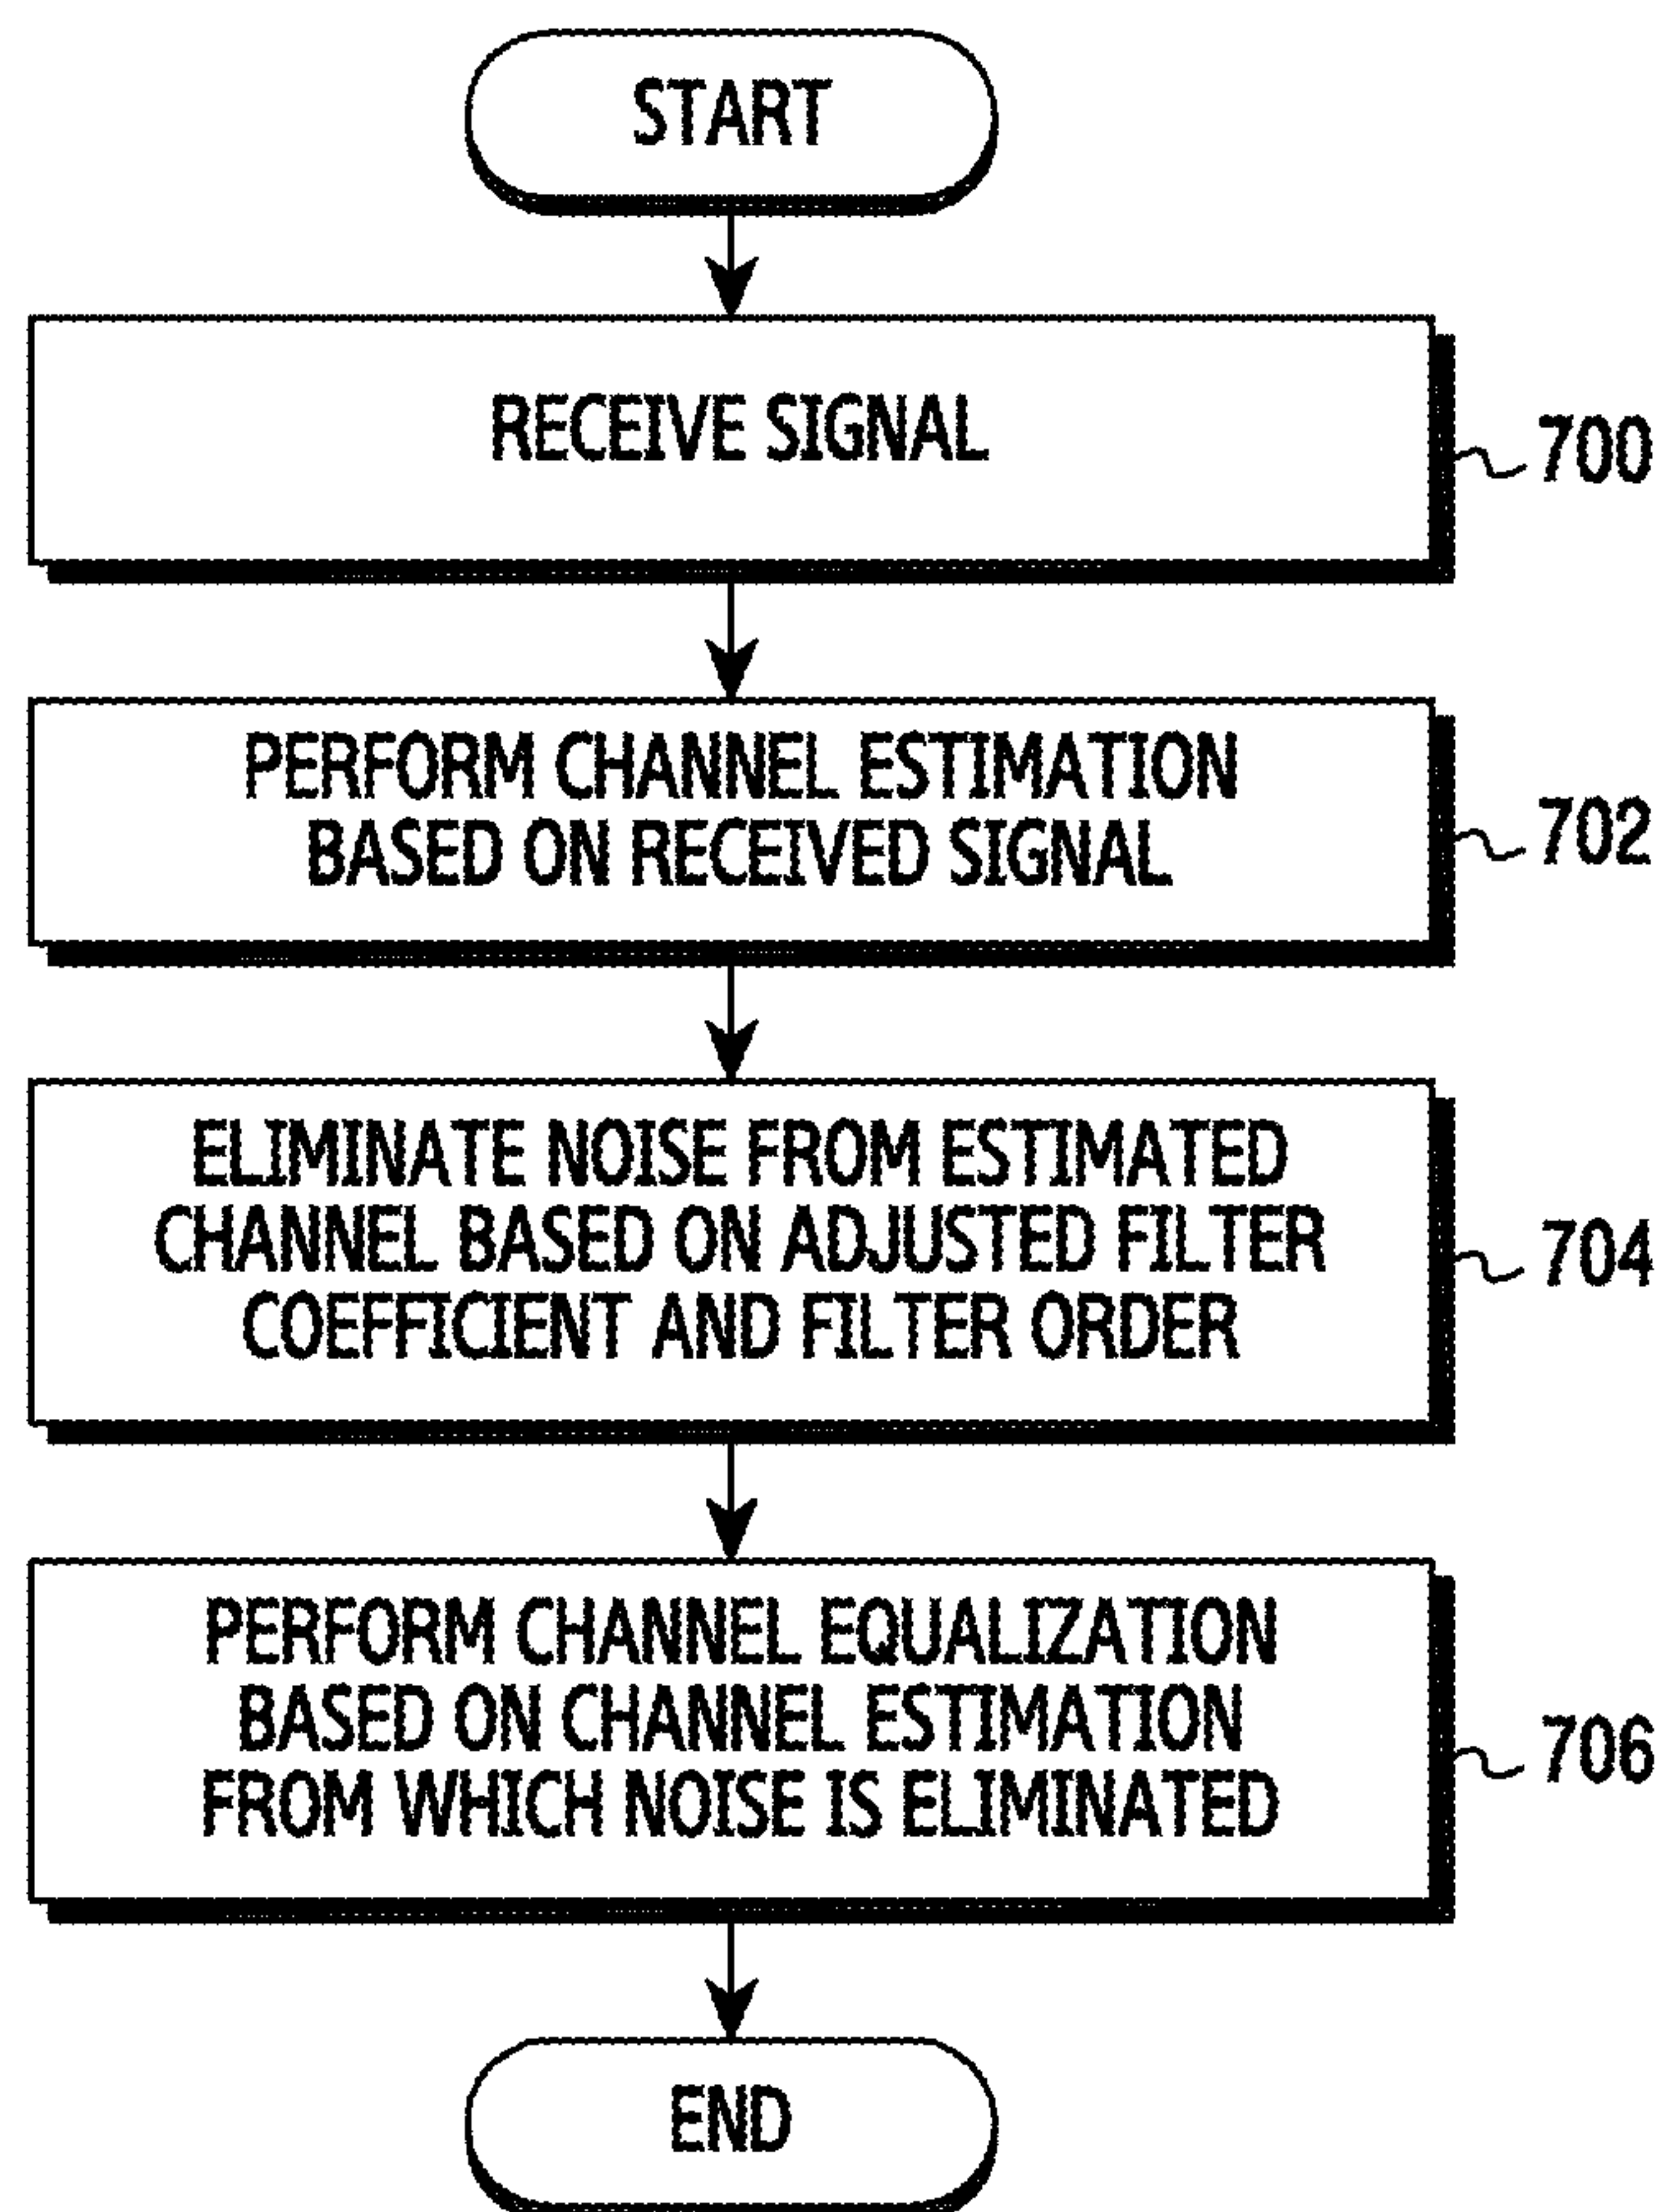 START
RECEIVE SIGNAL
700
PERFORM CHANNEL ESTIMATION
BASED ON RECEIVED SIGNAL
702
ELIMINATE NOISE FROM ESTIMATED
CHANNEL BASED ON ADJUSTED FILTER
COEFFICIENT AND FILTER ORDER
704
PERFORM CHANNEL EQUALIZATION
BASED ON CHANNEL ESTIMATION
FROM WHICH NOISE IS ELIMINATED
706
END